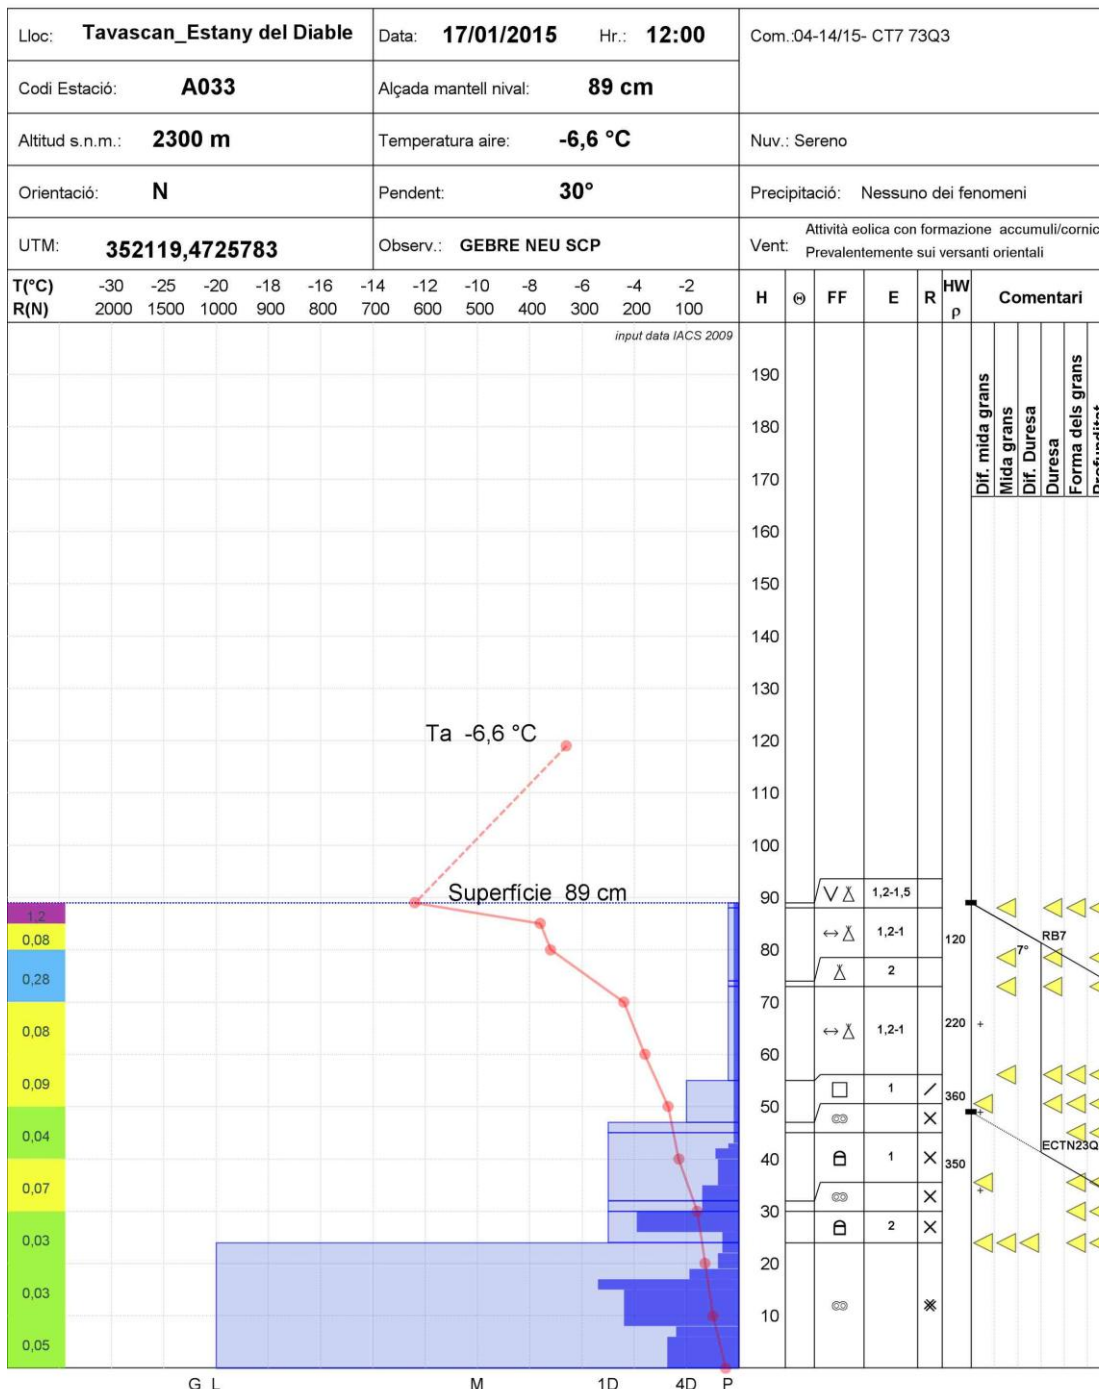 Lloc: Tavascan_Estany del Diable Data: 17/01/2015 Hr.: 12:00 Com.:04-14/15- CT7 73Q3
Codi Estació: A033 Alçada mantell nival: 89 cm
Altitud s.n.m.: 2300 m Temperatura aire: -6,6 °C Nuv.: Sereno
Orientació: N Pendent: 30° Precipitació: Nessuno dei fenomeni
UTM: 352119,4725783 Observ.: GEBRE NEU SCP Vent: Attività eolica con formazione accumuli/cornic
Prevalentemente sui versanti orientali
T(°C) -30 -25 -20 -18 -16 -14 -12 -10 -8 -6 -4 -2
R(N) 2000 1500 1000 900 800 700 600 500 400 300 200 100
H Θ FF E R HW ρ Comentari
input data IACS 2009
Dif. mida grans
Mida grans
Dif. Duresa
Duresa
Forma dels grans
Profunditat
190
180
170
160
150
140
130
Ta -6,6 °C 120
110
100
Superfície 89 cm 90 1,2-1,5
1,2
0,08 80 1,2-1 120 7° RB7
0,28 2
70
0,08 1,2-1 220 +
60
0,09 1 360
50 +
0,04 ECTN23Q
40 1 350
0,07 +
30
0,03 2
20
0,03 10
0,05
G L M 1D 4D P